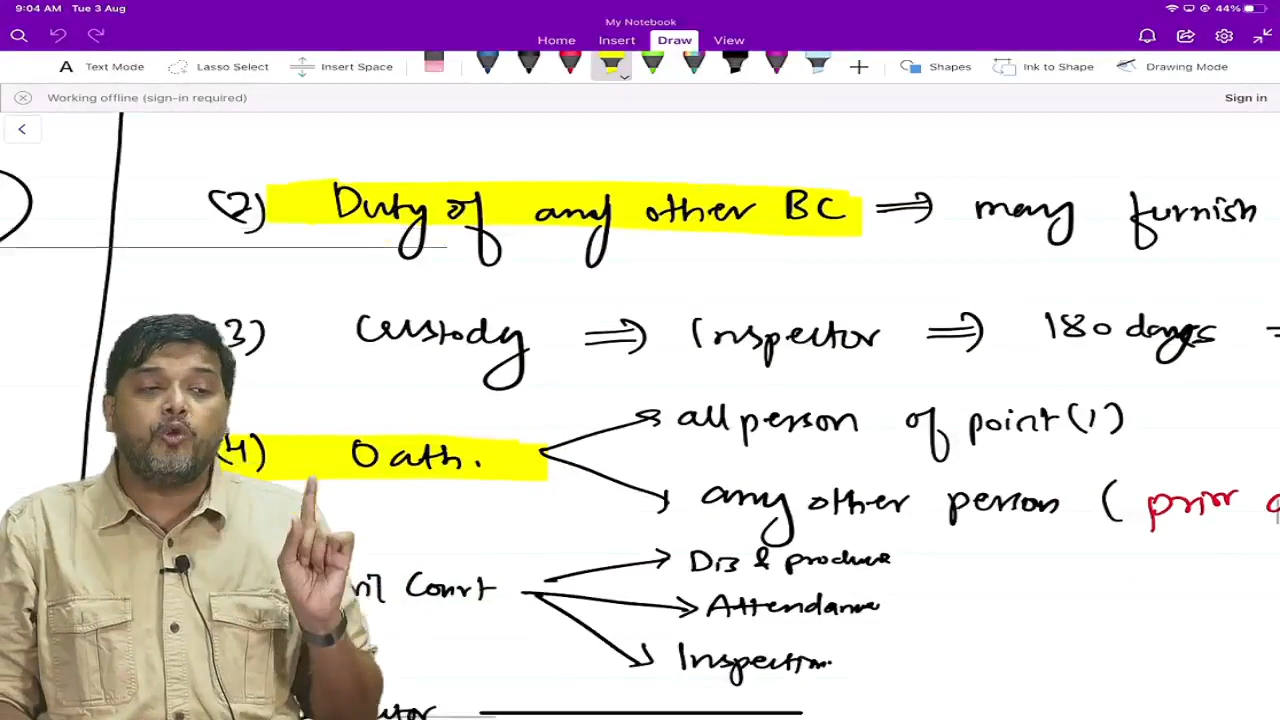 9:04 AM Tue 3 Aug
44%
My Notebook
Home Insert Draw View
Text Mode Lasso Select Insert Space Shapes Ink to Shape Drawing Mode
Working offline (sign-in required) Sign in
(2) Duty of any other BC ⇒ may furnish
3) Custody ⇒ Inspector ⇒ 180 days
(4) Oath.
all person of point (1)
any other person ( prior
Court
Dis & produce
Attendance
Inspection